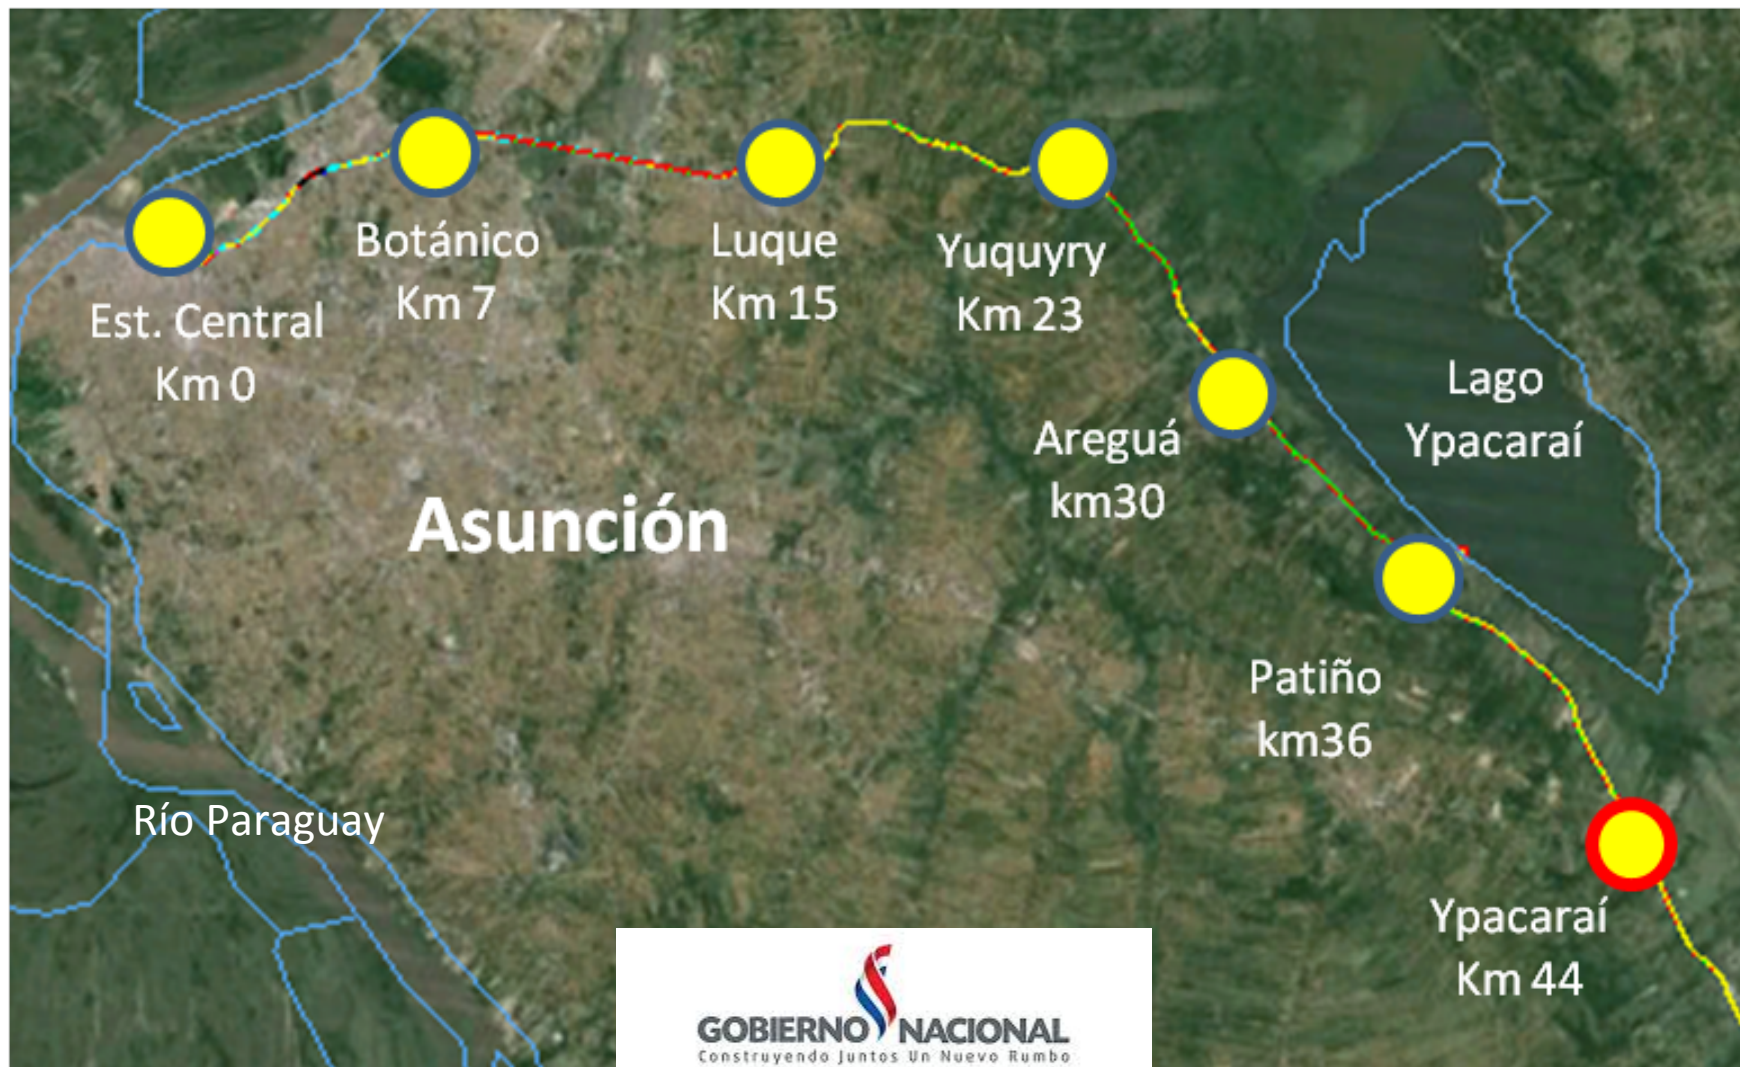 Est. Central
Km 0
Botánico
Km 7
Luque
Km 15
Yuquyry
Km 23
Areguá
km30
Lago
Ypacaraí
Asunción
Patiño
km36
Río Paraguay
Ypacaraí
Km 44
GOBIERNO NACIONAL
Construyendo Juntos Un Nuevo Rumbo